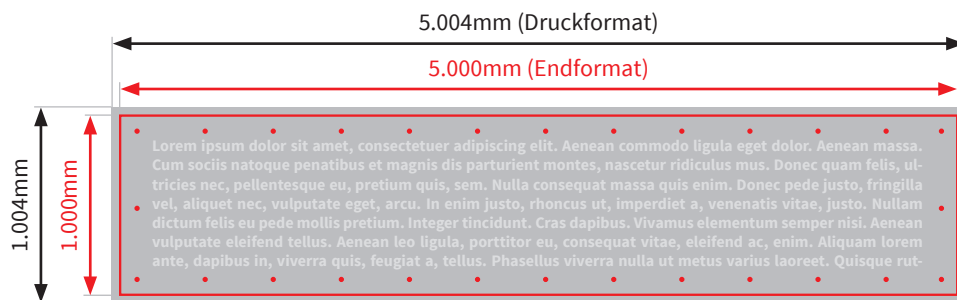 5.004mm (Druckformat)
5.000mm (Endformat)
1.004mm
1.000mm
Lorem ipsum dolor sit amet, consectetuer adipiscing elit. Aenean commodo ligula eget dolor. Aenean massa.
Cum sociis natoque penatibus et magnis dis parturient montes, nascetur ridiculus mus. Donec quam felis, ul-
tricies nec, pellentesque eu, pretium quis, sem. Nulla consequat massa quis enim. Donec pede justo, fringilla
vel, aliquet nec, vulputate eget, arcu. In enim justo, rhoncus ut, imperdiet a, venenatis vitae, justo. Nullam
dictum felis eu pede mollis pretium. Integer tincidunt. Cras dapibus. Vivamus elementum semper nisi. Aenean
vulputate eleifend tellus. Aenean leo ligula, porttitor eu, consequat vitae, eleifend ac, enim. Aliquam lorem
ante, dapibus in, viverra quis, feugiat a, tellus. Phasellus viverra nulla ut metus varius laoreet. Quisque rut-